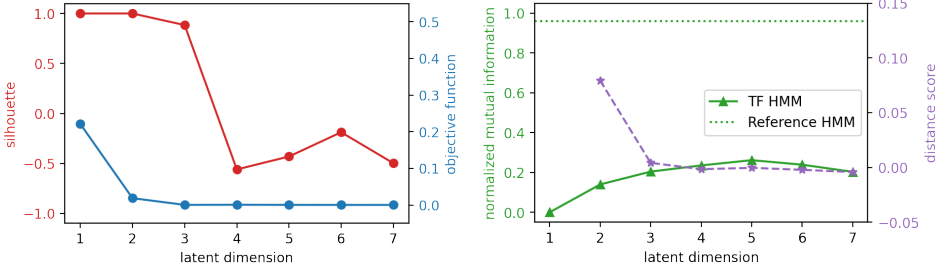 silhouette
1.0
0.5
0.0
−0.5
−1.0
1 2 3 4 5 6 7
latent dimension
0.5
0.4
0.3
0.2
0.1
0.0
objective function
normalized mutual information
1.0
0.8
0.6
0.4
0.2
0.0
TF HMM
Reference HMM
1 2 3 4 5 6 7
latent dimension
0.15
0.10
0.05
0.00
−0.05
distance score